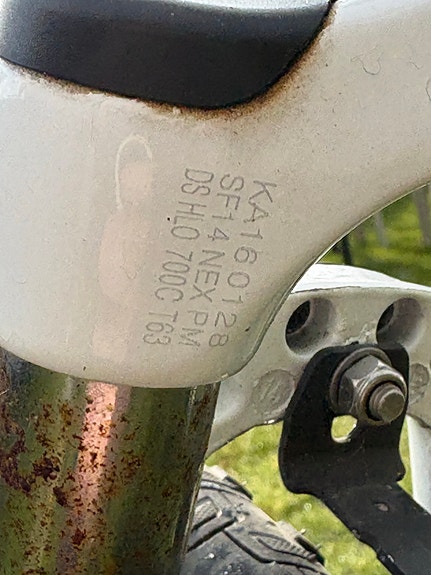 KA160128
SF14 NEX PM
DS HLO 700C T63